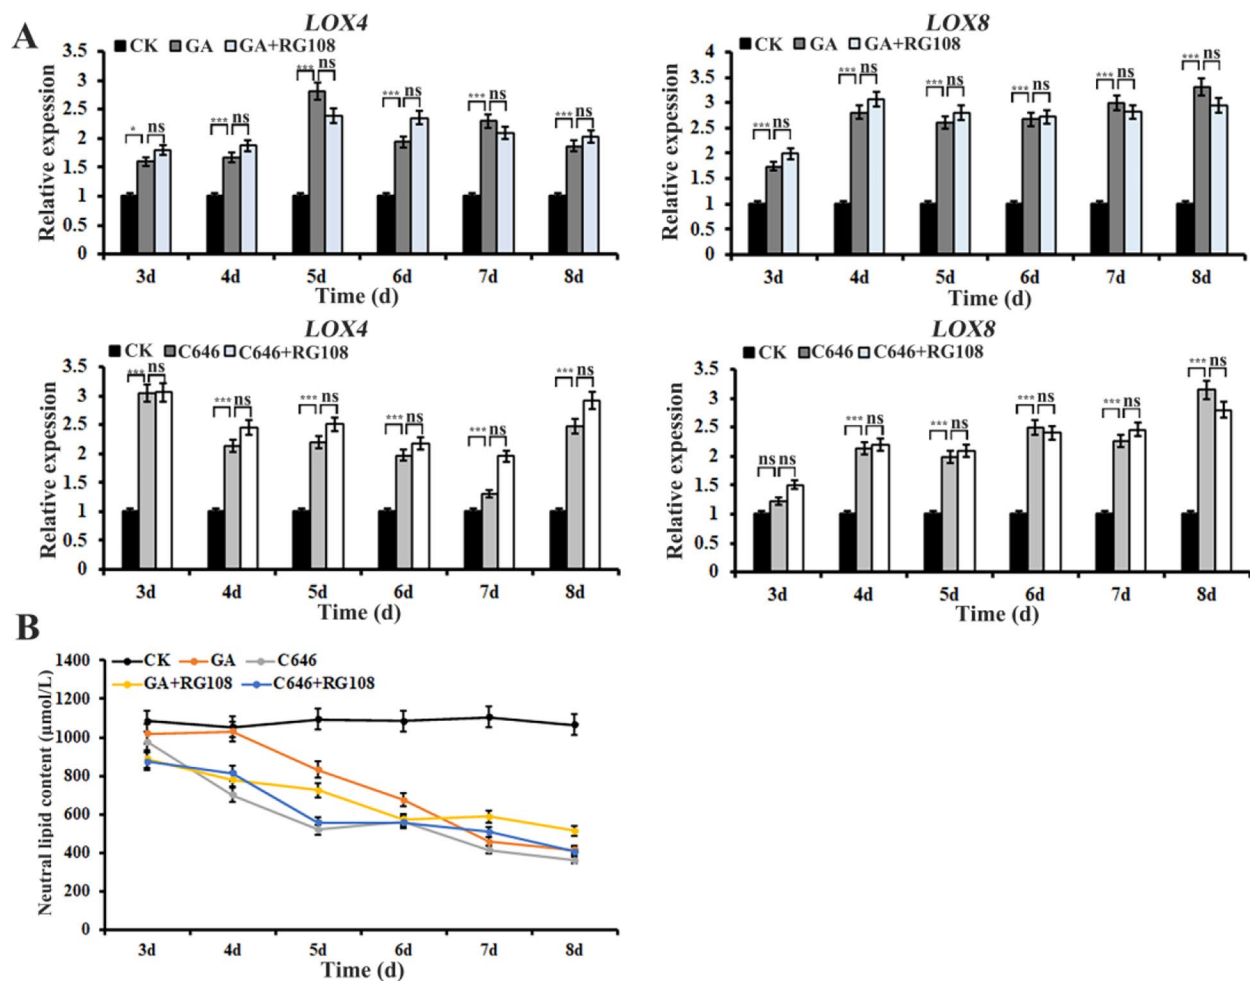 A
LOX4
CK GA GA+RG108
Relative expession
3.5
3
2.5
2
1.5
1
0.5
0
* ns
*** ns
*** ns
*** ns
*** ns
*** ns
3d 4d 5d 6d 7d 8d
Time (d)
LOX8
CK GA GA+RG108
Relative expession
4
3.5
3
2.5
2
1.5
1
0.5
0
*** ns
*** ns
*** ns
*** ns
*** ns
*** ns
3d 4d 5d 6d 7d 8d
Time (d)
LOX4
CK C646 C646+RG108
Relative expession
3.5
3
2.5
2
1.5
1
0.5
0
*** ns
*** ns
*** ns
*** ns
*** ns
*** ns
3d 4d 5d 6d 7d 8d
LOX8
CK C646 C646+RG108
Relative expession
3.5
3
2.5
2
1.5
1
0.5
0
ns ns
*** ns
*** ns
*** ns
*** ns
*** ns
3d 4d 5d 6d 7d 8d
B
CK GA C646
GA+RG108 C646+RG108
Neutral lipid content (μmol/L)
1400
1200
1000
800
600
400
200
0
3d 4d 5d 6d 7d 8d
Time (d)